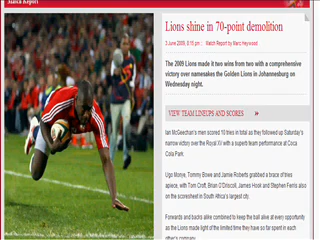 Match Report
Lions shine in 70-point demolition
3 June 2009, 8:15 pm
Match Report by Marc Heywood
The 2009 Lions made it two wins from two with a comprehensive
victory over namesakes the Golden Lions in Johannesburg on
Wednesday night.
VIEW TEAM LINEUPS AND SCORES
Ian McGeechan's men scored 10 tries in total as they followed up Saturday's
narrow victory over the Royal XV with a superb team performance at Coca
Cola Park.
Ugo Monye, Tommy Bowe and Jamie Roberts grabbed a brace of tries
apiece, with Tom Croft, Brian O'Driscoll, James Hook and Stephen Ferris also
on the scoresheet in South Africa's largest city.
Forwards and backs alike combined to keep the ball alive at every opportunity
as the Lions made light of the limited time they have so far spent in each
other's company.